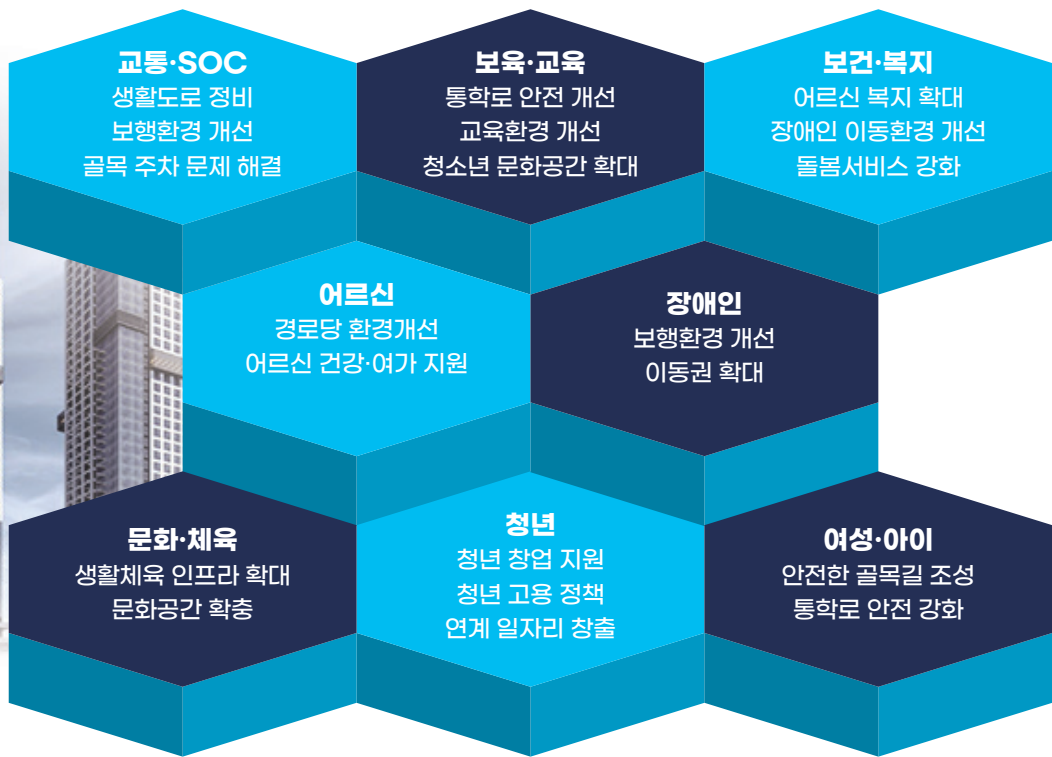 교통·SOC
생활도로 정비
보행환경 개선
골목 주차 문제 해결
보육·교육
통학로 안전 개선
교육환경 개선
청소년 문화공간 확대
보건·복지
어르신 복지 확대
장애인 이동환경 개선
돌봄서비스 강화
어르신
경로당 환경개선
어르신 건강·여가 지원
장애인
보행환경 개선
이동권 확대
문화·체육
생활체육 인프라 확대
문화공간 확충
청년
청년 창업 지원
청년 고용 정책
연계 일자리 창출
여성·아이
안전한 골목길 조성
통학로 안전 강화